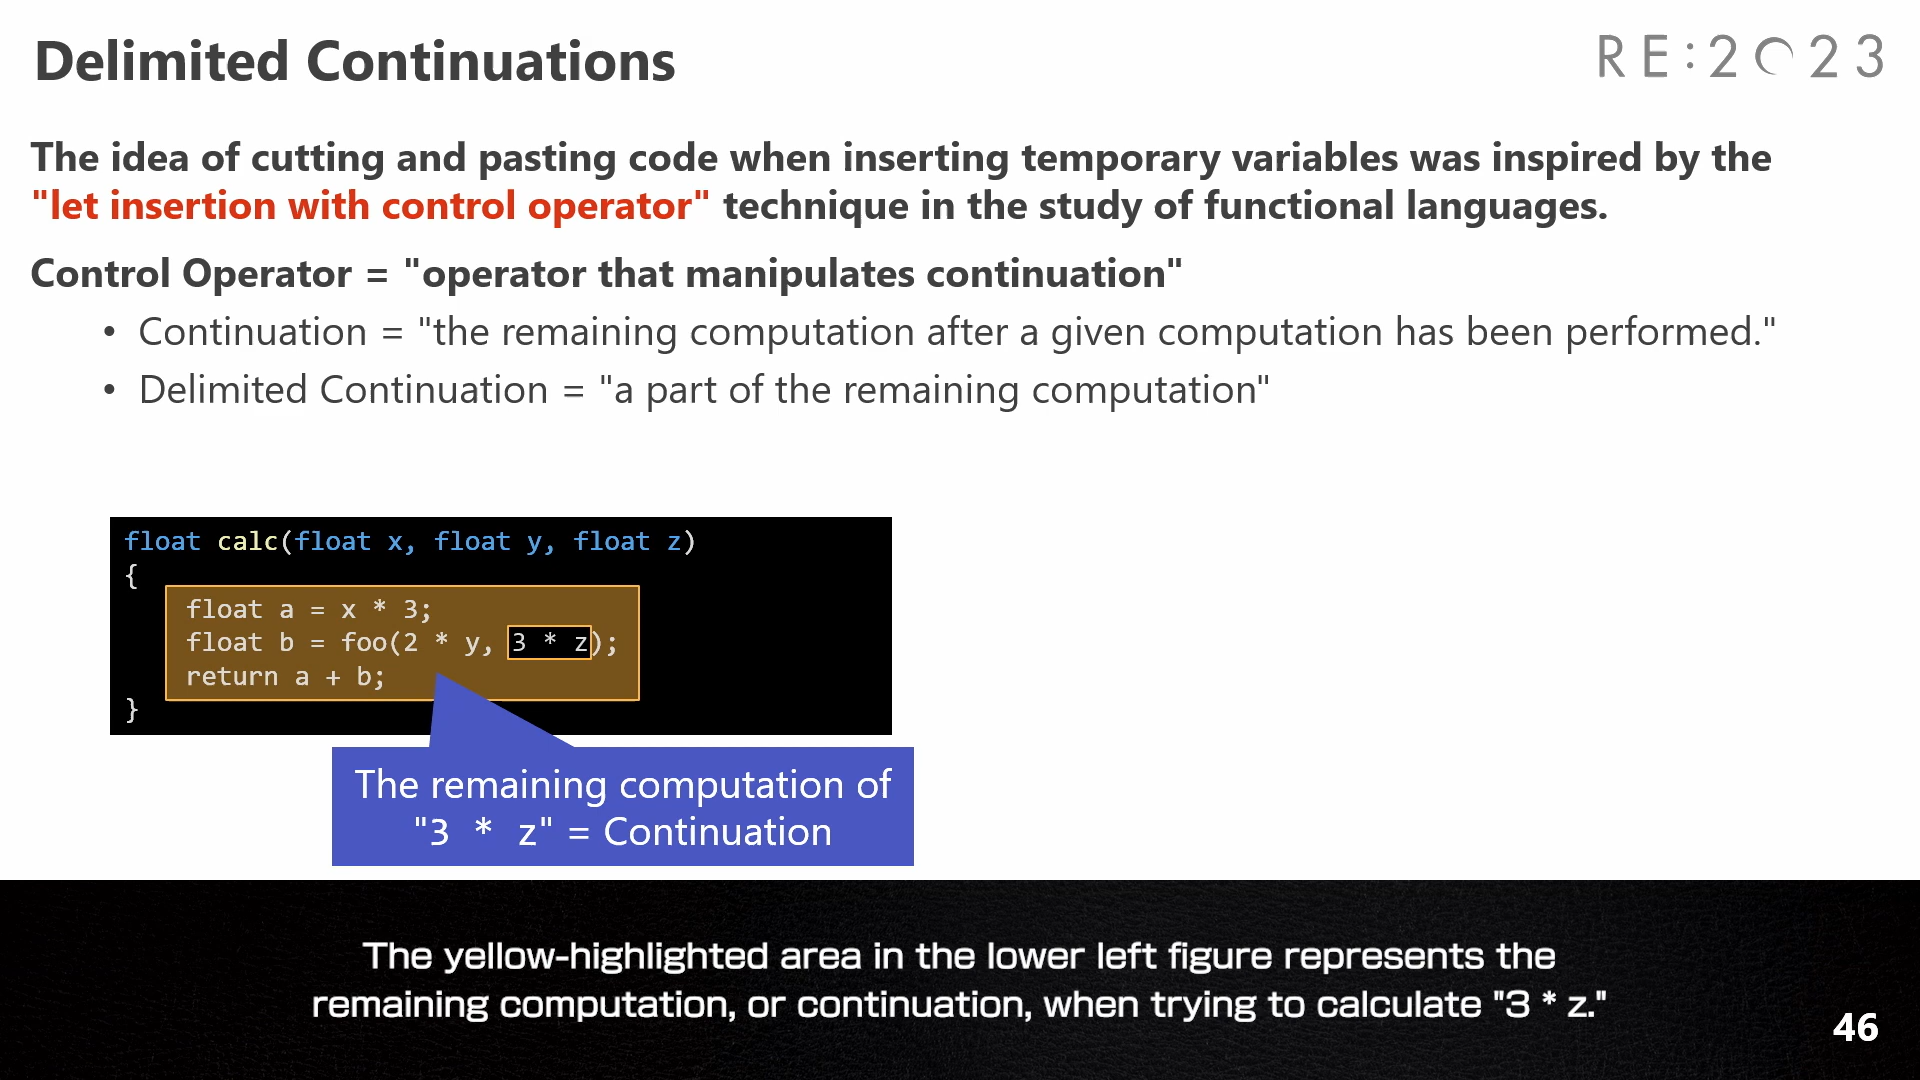 Delimited Continuations
RE:2023
The idea of cutting and pasting code when inserting temporary variables was inspired by the
"let insertion with control operator" technique in the study of functional languages.
Control Operator = "operator that manipulates continuation"
• Continuation = "the remaining computation after a given computation has been performed."
• Delimited Continuation = "a part of the remaining computation"
float calc(float x, float y, float z)
{
float a = x * 3;
float b = foo(2 * y, 3 * z);
return a + b;
}
The remaining computation of
"3 * z" = Continuation
The yellow-highlighted area in the lower left figure represents the
remaining computation, or continuation, when trying to calculate "3 * z."
46